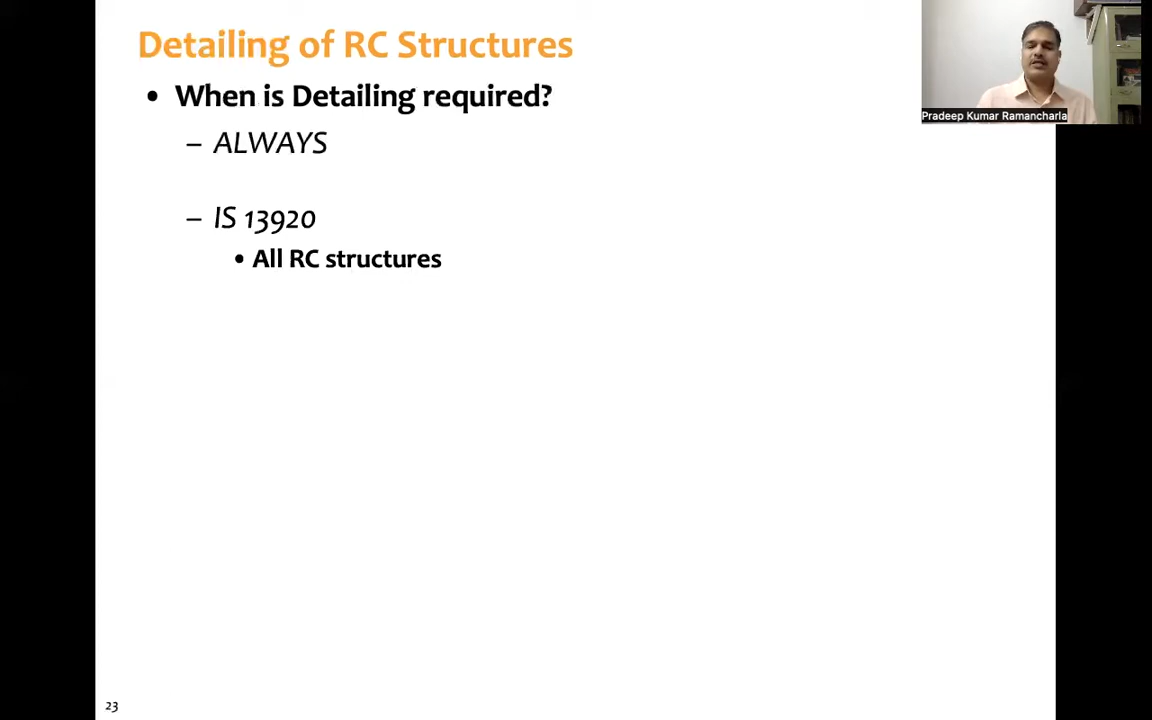 Detailing of RC Structures
• When is Detailing required?
– ALWAYS
– IS 13920
• All RC structures
Pradeep Kumar Ramancharla
23